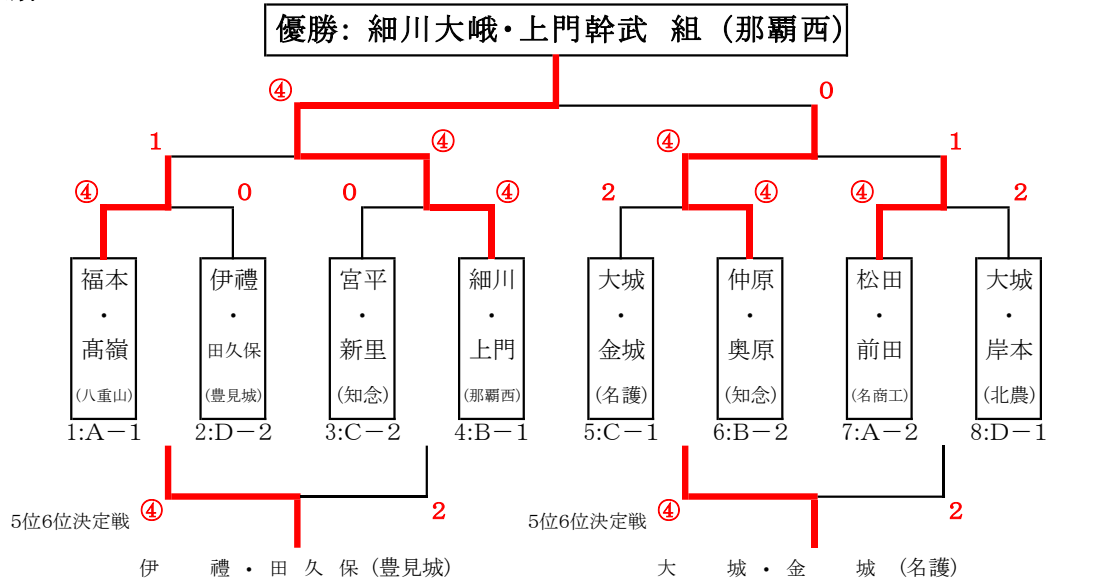 優勝: 細川大峨・上門幹武 組 (那覇西)
④ 0
1 ④ ④ 1
④ 0 0 ④ 2 ④ ④ 2
福本・髙嶺(八重山)
伊禮・田久保(豊見城)
宮平・新里(知念)
細川・上門(那覇西)
大城・金城(名護)
仲原・奥原(知念)
松田・前田(名商工)
大城・岸本(北農)
1:A-1 2:D-2 3:C-2 4:B-1 5:C-1 6:B-2 7:A-2 8:D-1
5位6位決定戦 ④ 2 5位6位決定戦 ④ 2
伊 禮・田 久 保 (豊見城) 大 城・金 城 (名護)